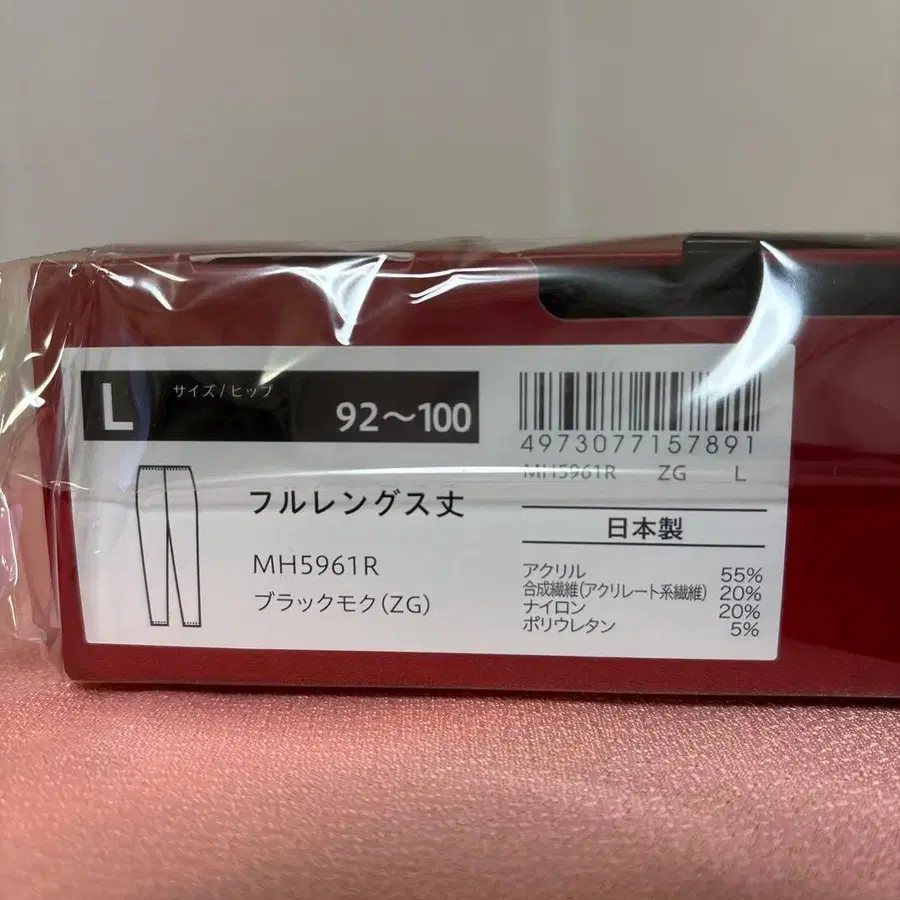 L サイズ/ヒップ 92〜100
4973077157891
MH5961R ZG L
フルレングス丈
MH5961R
ブラックモク(ZG)
日本製
アクリル 55%
合成繊維(アクリレート系繊維) 20%
ナイロン 20%
ポリウレタン 5%